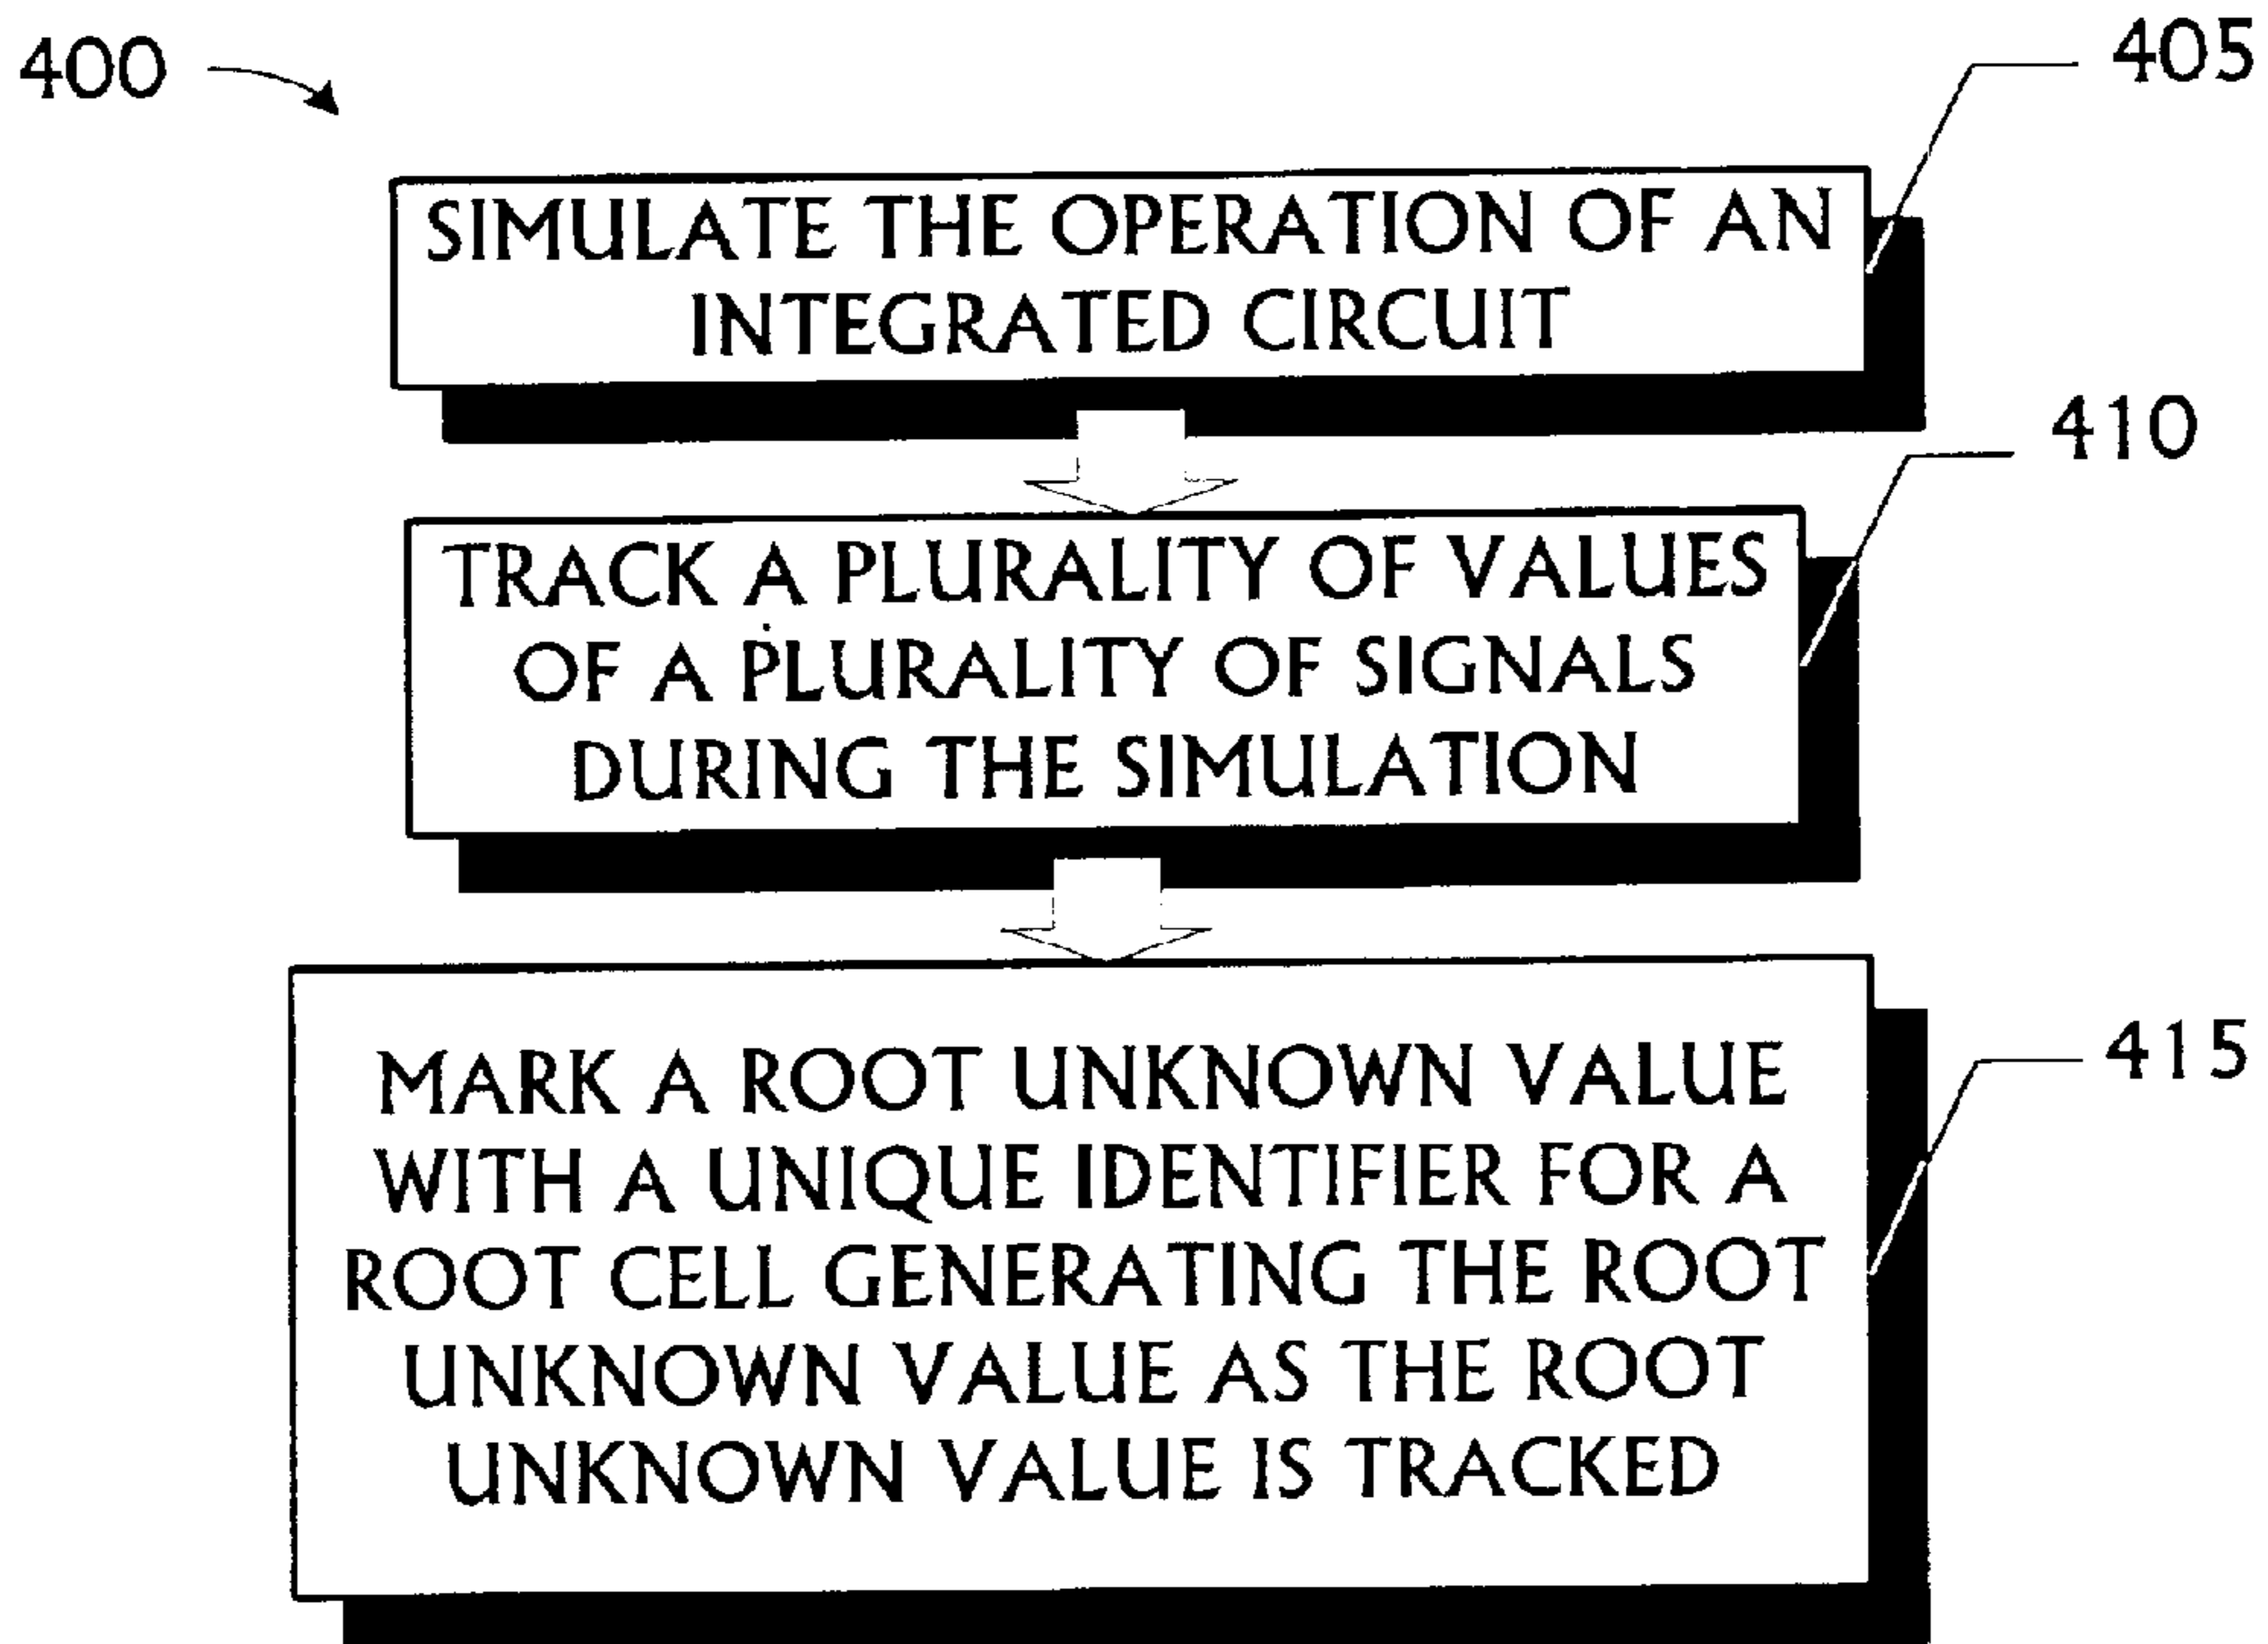 400
405
SIMULATE THE OPERATION OF AN
INTEGRATED CIRCUIT
410
TRACK A PLURALITY OF VALUES
OF A PLURALITY OF SIGNALS
DURING THE SIMULATION
415
MARK A ROOT UNKNOWN VALUE
WITH A UNIQUE IDENTIFIER FOR A
ROOT CELL GENERATING THE ROOT
UNKNOWN VALUE AS THE ROOT
UNKNOWN VALUE IS TRACKED